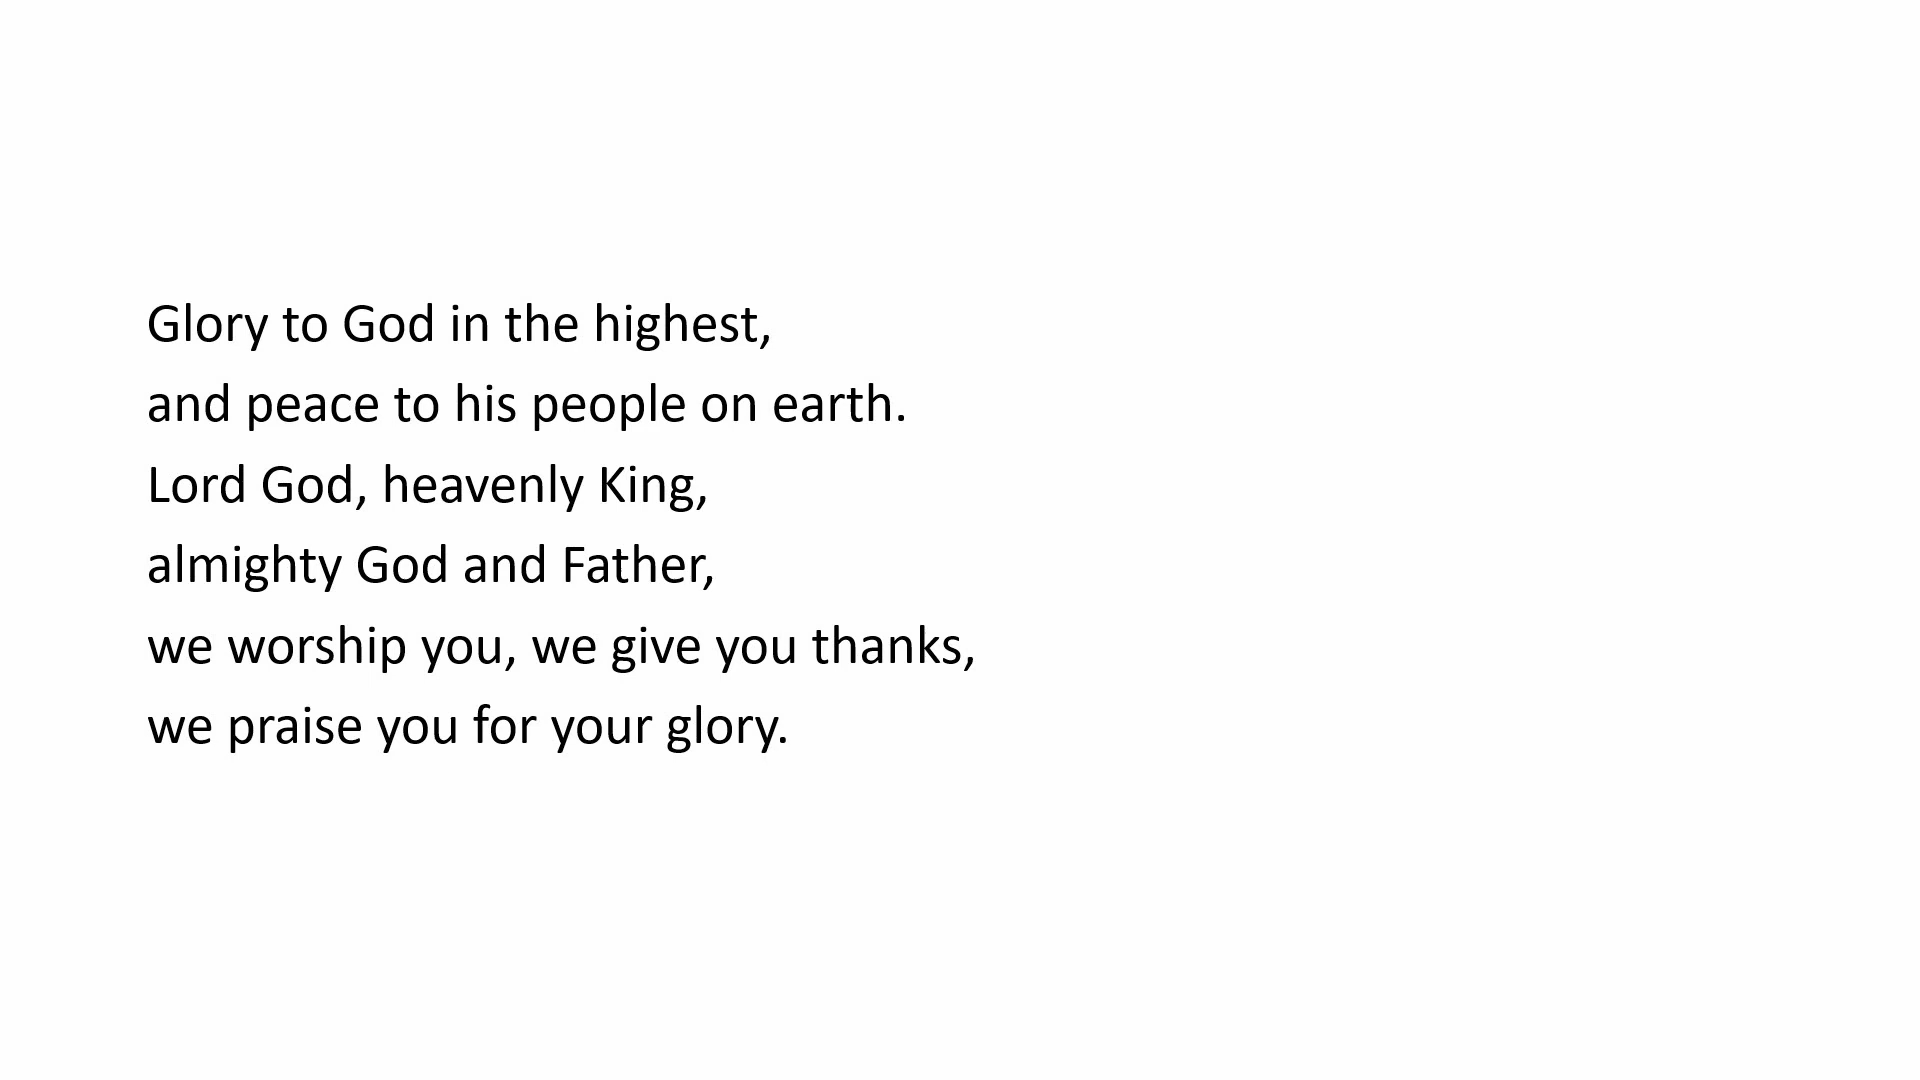 Glory to God in the highest,
and peace to his people on earth.
Lord God, heavenly King,
almighty God and Father,
we worship you, we give you thanks,
we praise you for your glory.